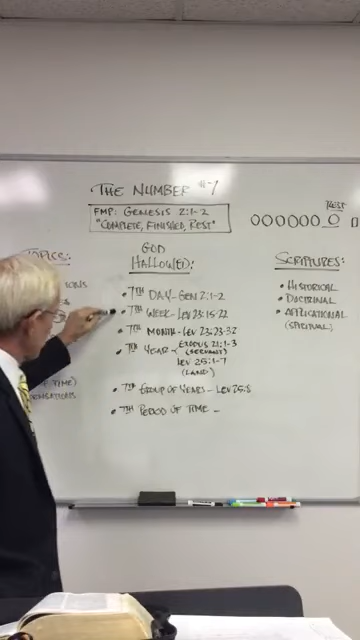 THE NUMBER #7
FMP: GENESIS 2:1-2
"COMPLETE, FINISHED, REST"
REST
OOOOOO O
TOPICS:
GOD
HALLOWED:
• 7TH DAY - GEN 2:1-2
• 7TH WEEK - LEV 23:15-22
• 7TH MONTH - LEV 23:23-32
• 7TH YEAR - EXODUS 21:1-3
(SERVANT)
LEV 25:1-7
(LAND)
• 7TH GROUP OF YEARS - LEV 25:8
• 7TH PERIOD OF TIME -
SCRIPTURES:
• HISTORICAL
• DOCTRINAL
• APPLICATIONAL
(SPIRITUAL)
OF TIME)